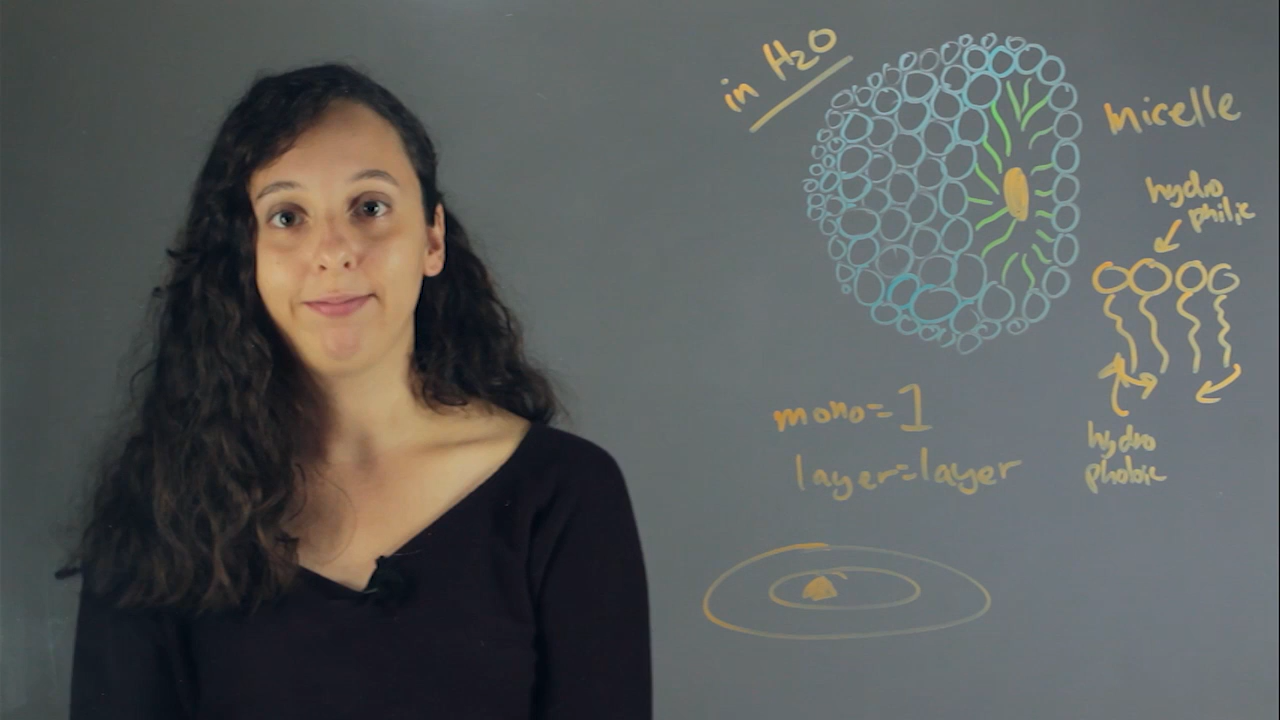 in H2O
micelle
hydro
philic
mono=1
layer=layer
hydro
phobic